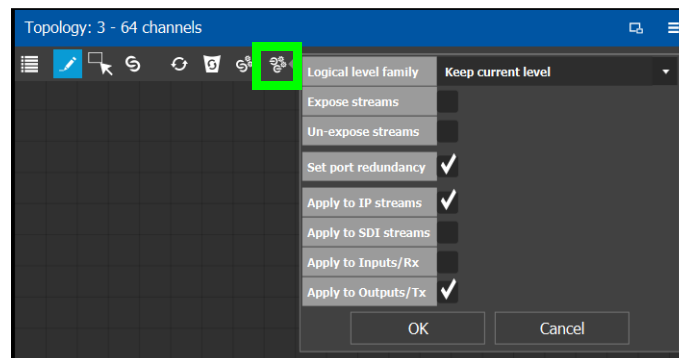 Topology: 3 - 64 channels
Logical level family Keep current level
Expose streams
Un-expose streams
Set port redundancy
Apply to IP streams
Apply to SDI streams
Apply to Inputs/Rx
Apply to Outputs/Tx
OK Cancel